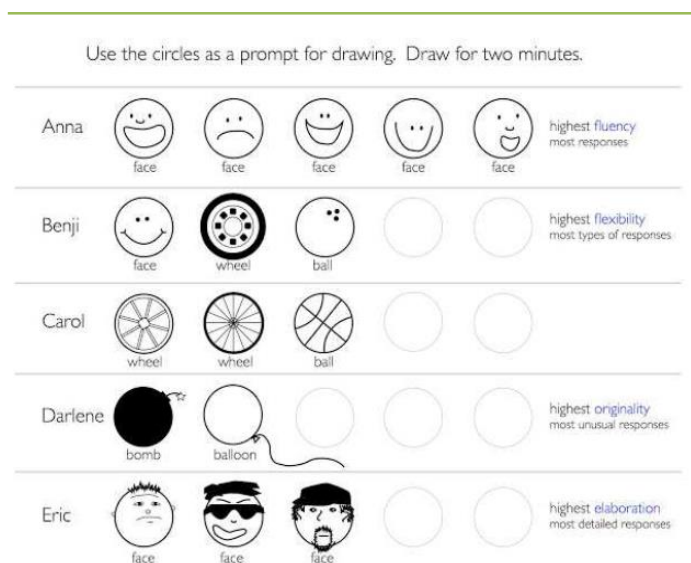 Use the circles as a prompt for drawing. Draw for two minutes.
Anna
face face face face face
highest fluency
most responses
Benji
face wheel ball
highest flexibility
most types of responses
Carol
wheel wheel ball
Darlene
bomb balloon
highest originality
most unusual responses
Eric
face face face
highest elaboration
most detailed responses